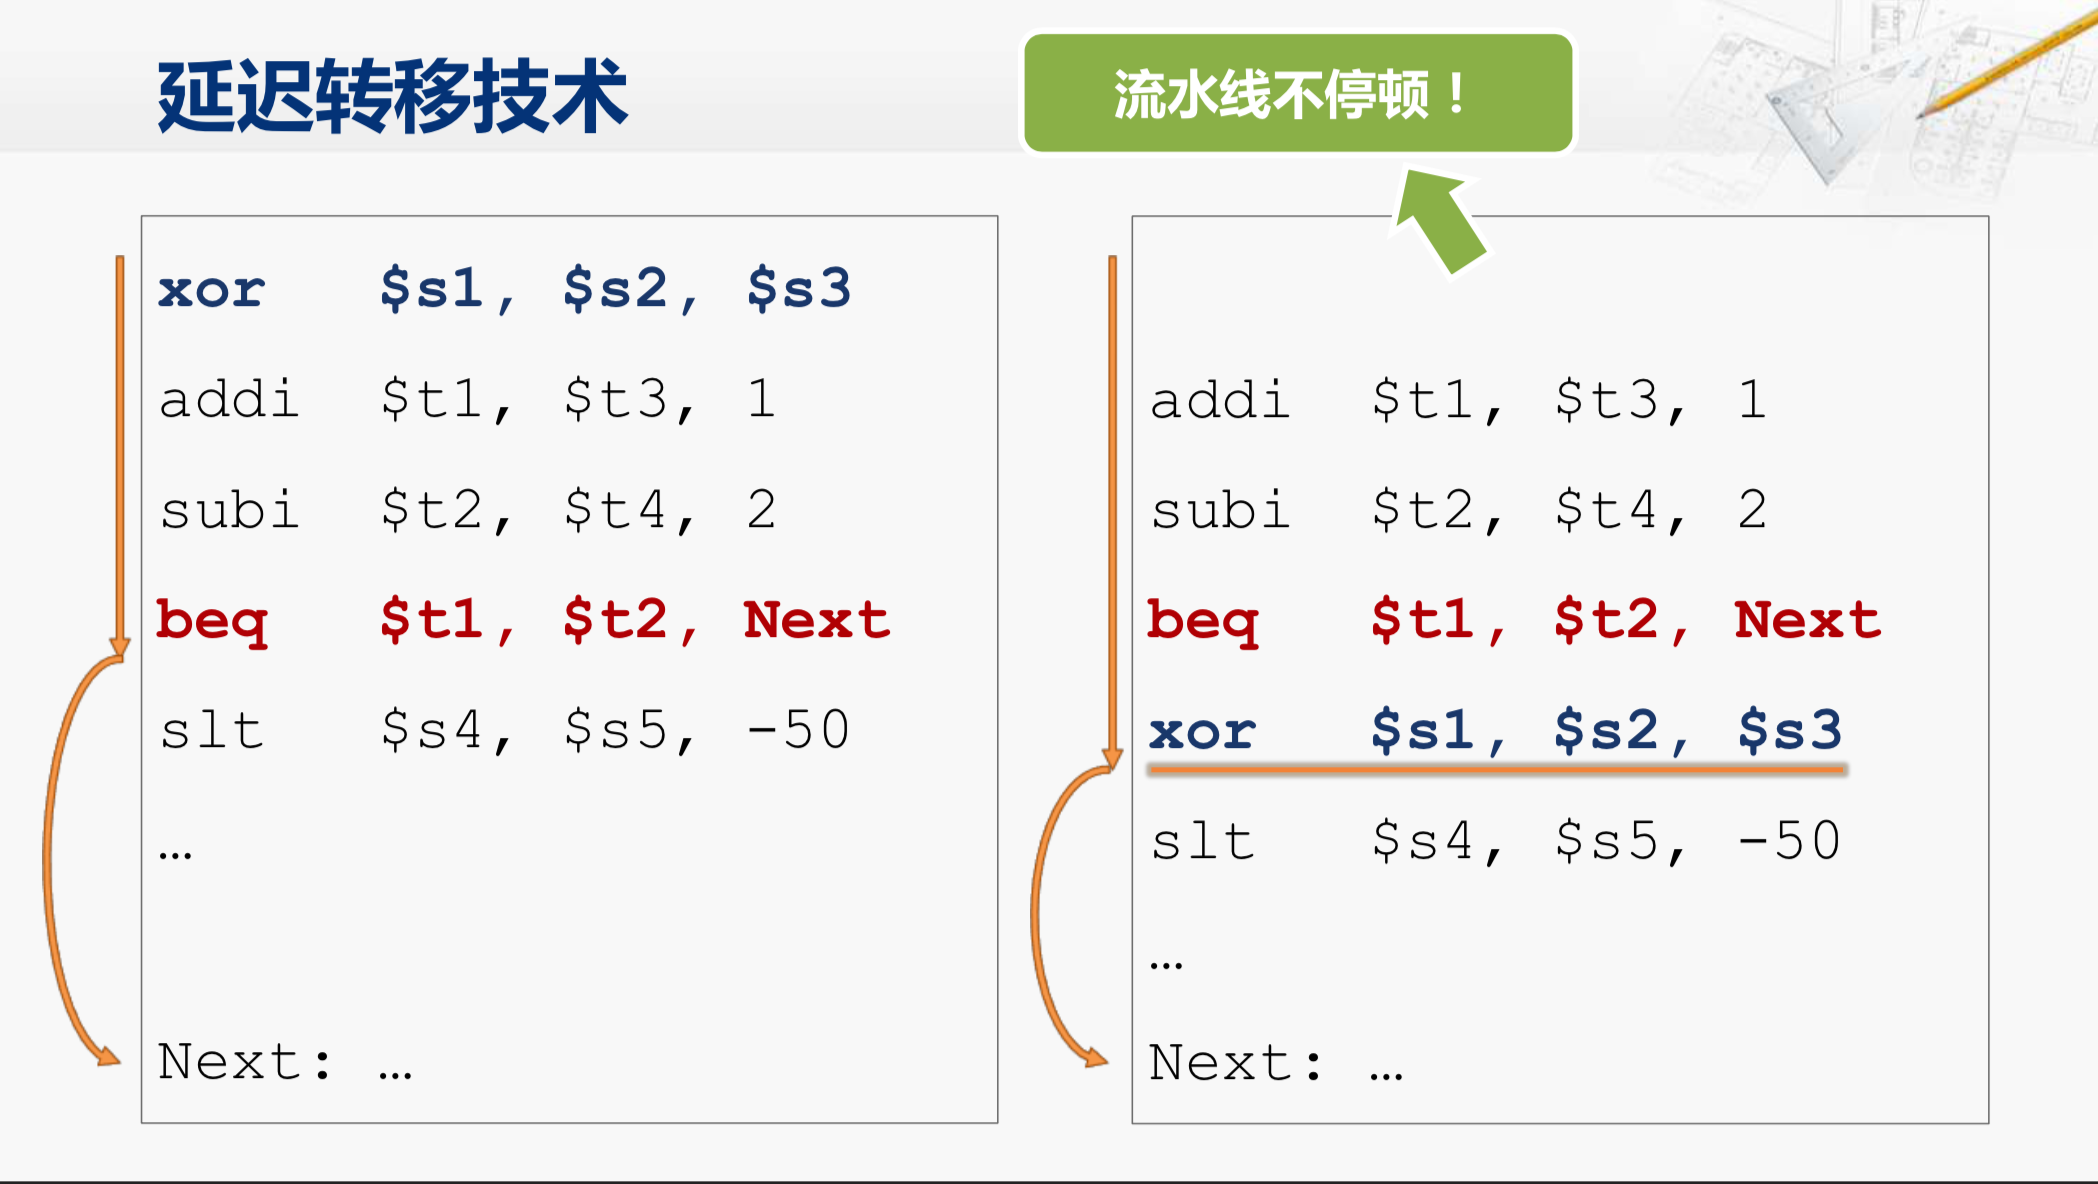 延迟转移技术
流水线不停顿！
xor $s1, $s2, $s3
addi $t1, $t3, 1
subi $t2, $t4, 2
beq $t1, $t2, Next
slt $s4, $s5, -50
…
Next: …
addi $t1, $t3, 1
subi $t2, $t4, 2
beq $t1, $t2, Next
xor $s1, $s2, $s3
slt $s4, $s5, -50
…
Next: …